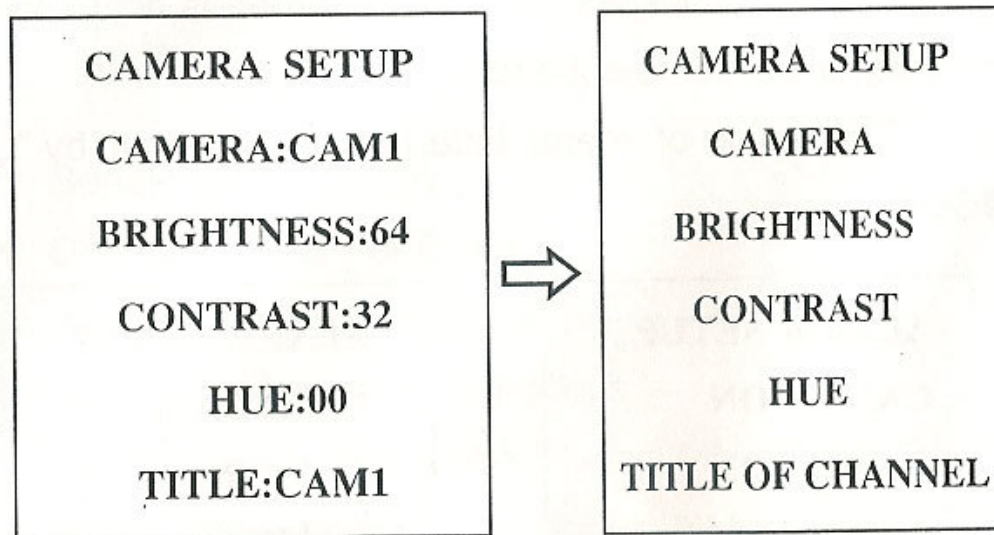 CAMERA SETUP
CAMERA:CAM1
BRIGHTNESS:64
CONTRAST:32
HUE:00
TITLE:CAM1
CAMERA SETUP
CAMERA
BRIGHTNESS
CONTRAST
HUE
TITLE OF CHANNEL